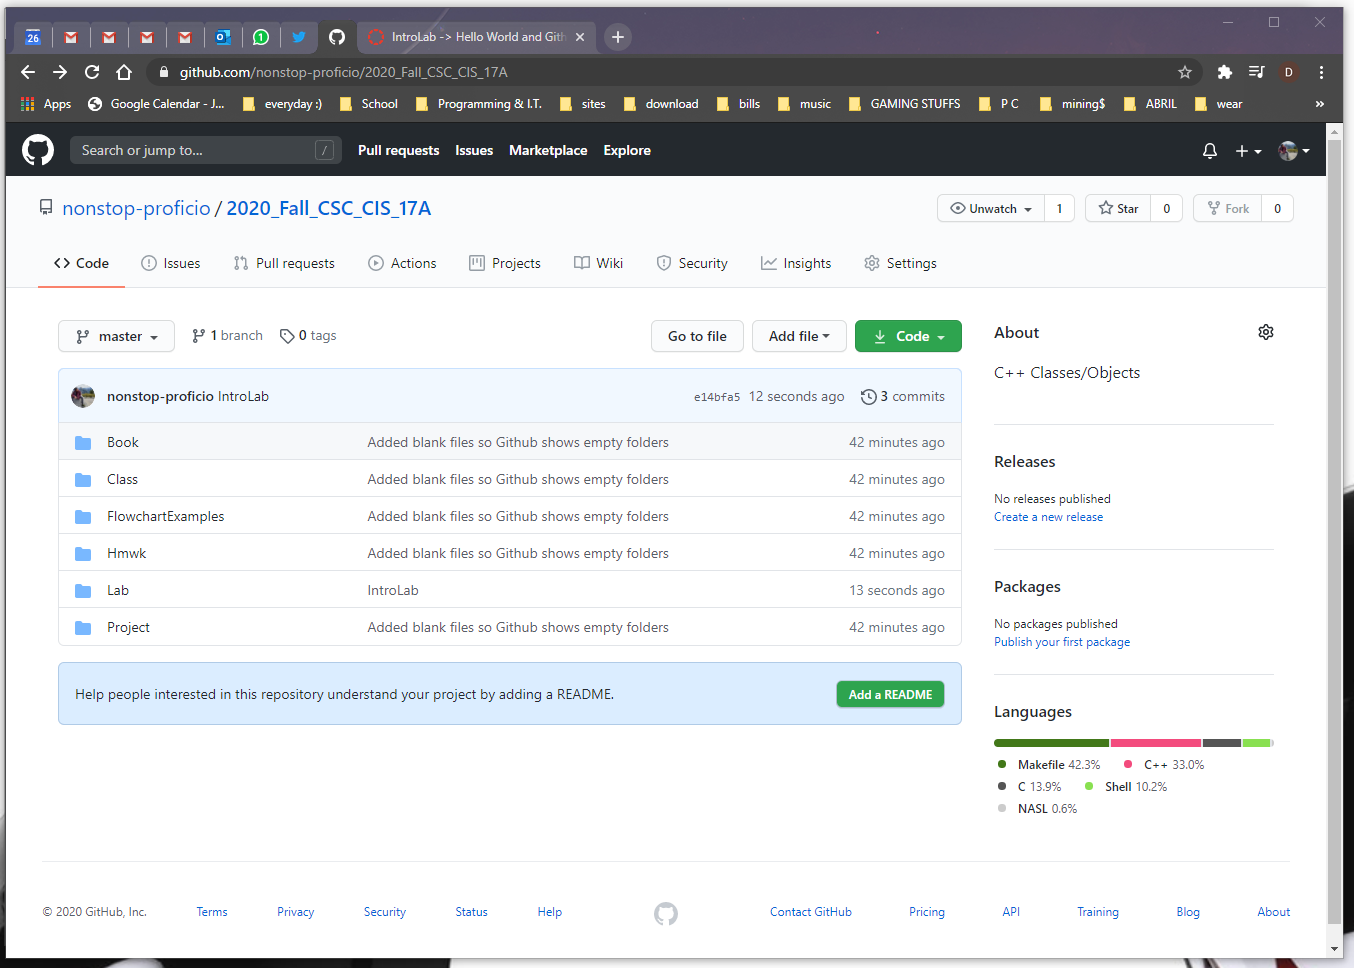 26
1
IntroLab -> Hello World and Gith
github.com/nonstop-proficio/2020_Fall_CSC_CIS_17A
D
Apps Google Calendar - J... everyday :) School Programming & I.T. sites download bills music GAMING STUFFS P C mining$ ABRIL wear »
Search or jump to... / Pull requests Issues Marketplace Explore
nonstop-proficio / 2020_Fall_CSC_CIS_17A Unwatch 1 Star 0 Fork 0
Code Issues Pull requests Actions Projects Wiki Security Insights Settings
master 1 branch 0 tags Go to file Add file Code
nonstop-proficio IntroLab e14bfa5 12 seconds ago 3 commits
Book Added blank files so Github shows empty folders 42 minutes ago
Class Added blank files so Github shows empty folders 42 minutes ago
FlowchartExamples Added blank files so Github shows empty folders 42 minutes ago
Hmwk Added blank files so Github shows empty folders 42 minutes ago
Lab IntroLab 13 seconds ago
Project Added blank files so Github shows empty folders 42 minutes ago
Help people interested in this repository understand your project by adding a README. Add a README
About
C++ Classes/Objects
Releases
No releases published
Create a new release
Packages
No packages published
Publish your first package
Languages
Makefile 42.3% C++ 33.0%
C 13.9% Shell 10.2%
NASL 0.6%
© 2020 GitHub, Inc. Terms Privacy Security Status Help Contact GitHub Pricing API Training Blog About